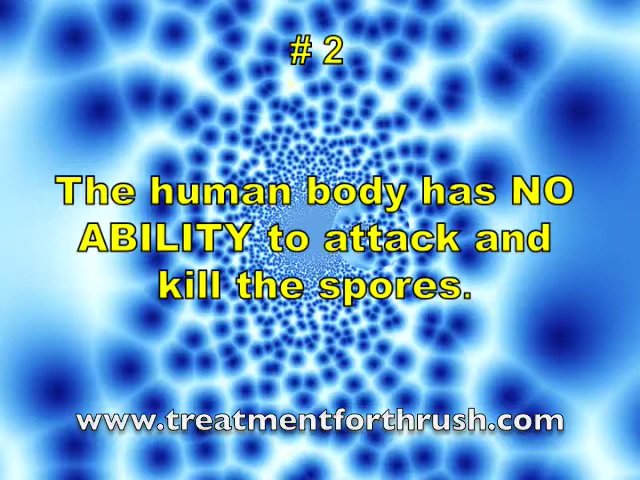 # 2
The human body has NO
ABILITY to attack and
kill the spores.
www.treatmentforthrush.com